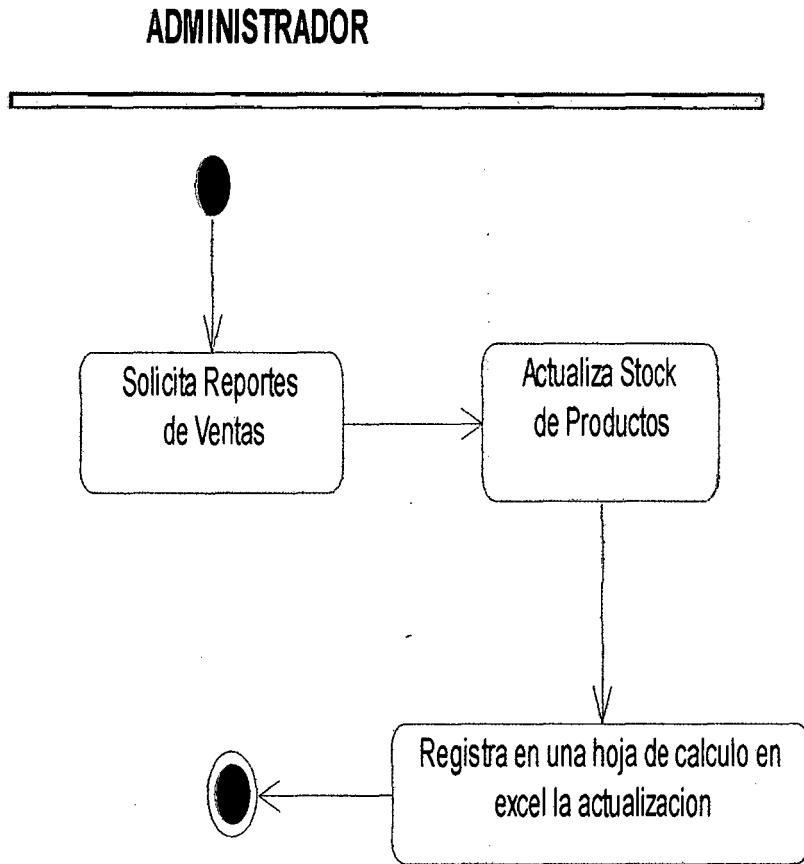 ADMINISTRADOR
Solicita Reportes
de Ventas
Actualiza Stock
de Productos
Registra en una hoja de calculo en
excel la actualizacion